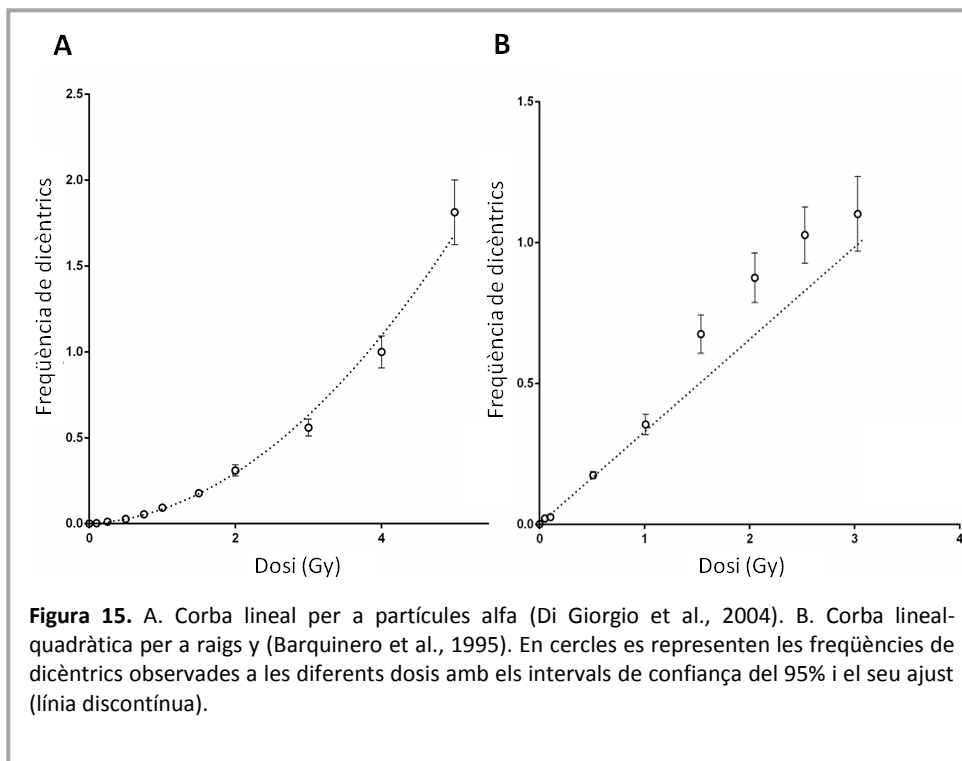 A
B
2.5
2.0
1.5
1.0
0.5
0.0
0
2
4
Freqüència de dicèntrics
Dosi (Gy)
1.5
1.0
0.5
0.0
0
1
2
3
4
Freqüència de dicèntrics
Dosi (Gy)
Figura 15. A. Corba lineal per a partícules alfa (Di Giorgio et al., 2004). B. Corba lineal-
quadràtica per a raigs γ (Barquinero et al., 1995). En cercles es representen les freqüències de
dicèntrics observades a les diferents dosis amb els intervals de confiança del 95% i el seu ajust
(línia discontínua).